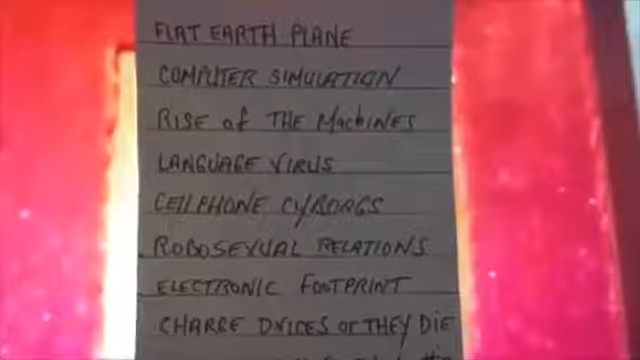 FLAT EARTH PLANE
COMPUTER SIMULATION
RISE of THE MACHINES
LANGUAGE VIRUS
CELLPHONE CYBORGS
ROBOSEXUAL RELATIONS
ELECTRONIC FOOTPRINT
CHARGE DVICES or THEY DIE